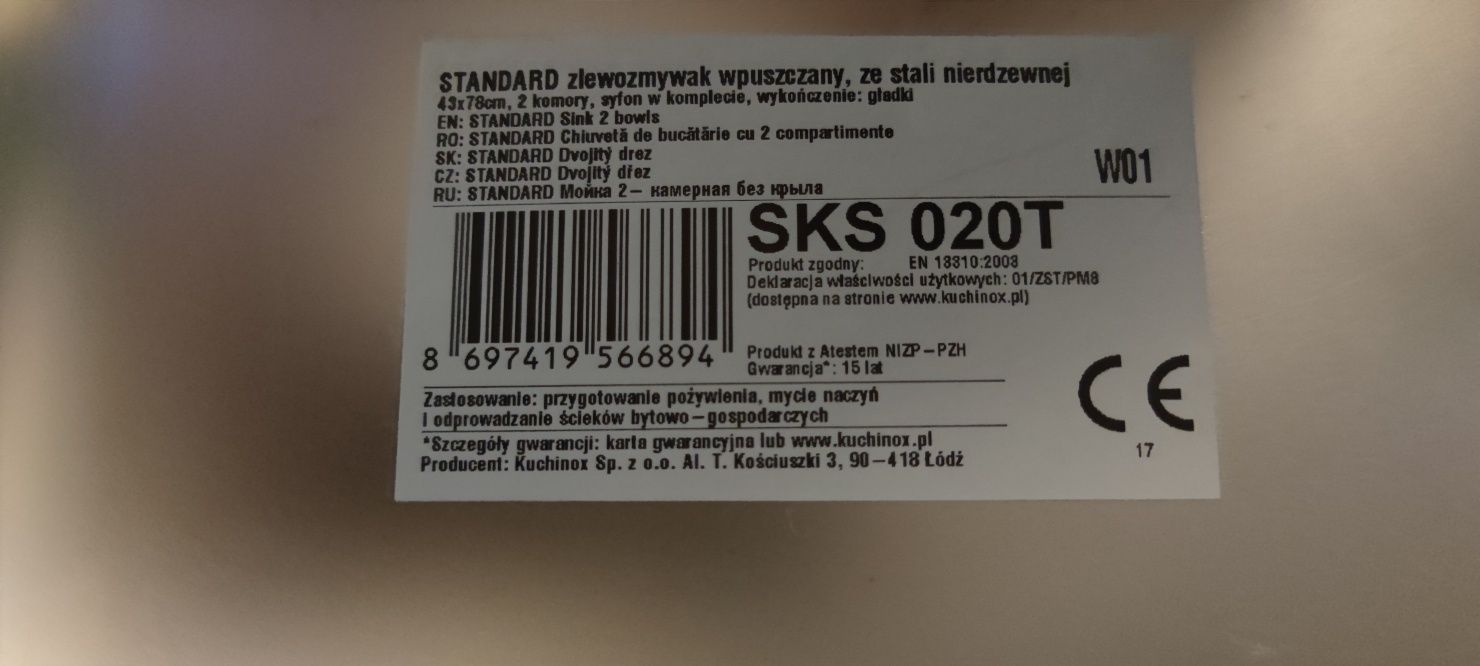 STANDARD zlewozmywak wpuszczany, ze stali nierdzewnej
43x78cm, 2 komory, syfon w komplecie, wykończenie: gładki
EN: STANDARD Sink 2 bowls
RO: STANDARD Chiuvetă de bucătărie cu 2 compartimente
SK: STANDARD Dvojitý drez
CZ: STANDARD Dvojitý dřez
RU: STANDARD Мойка 2– камерная без крыла
W01
SKS 020T
Produkt zgodny: EN 13310:2003
Deklaracja właściwości użytkowych: 01/ZST/PM8
(dostępna na stronie www.kuchinox.pl)
8 697419 566894
Produkt z Atestem NIZP–PZH
Gwarancja*: 15 lat
Zastosowanie: przygotowanie pożywienia, mycie naczyń
i odprowadzanie ścieków bytowo–gospodarczych
*Szczegóły gwarancji: karta gwarancyjna lub www.kuchinox.pl
Producent: Kuchinox Sp. z o.o. Al. T. Kościuszki 3, 90–418 Łódź
CE
17